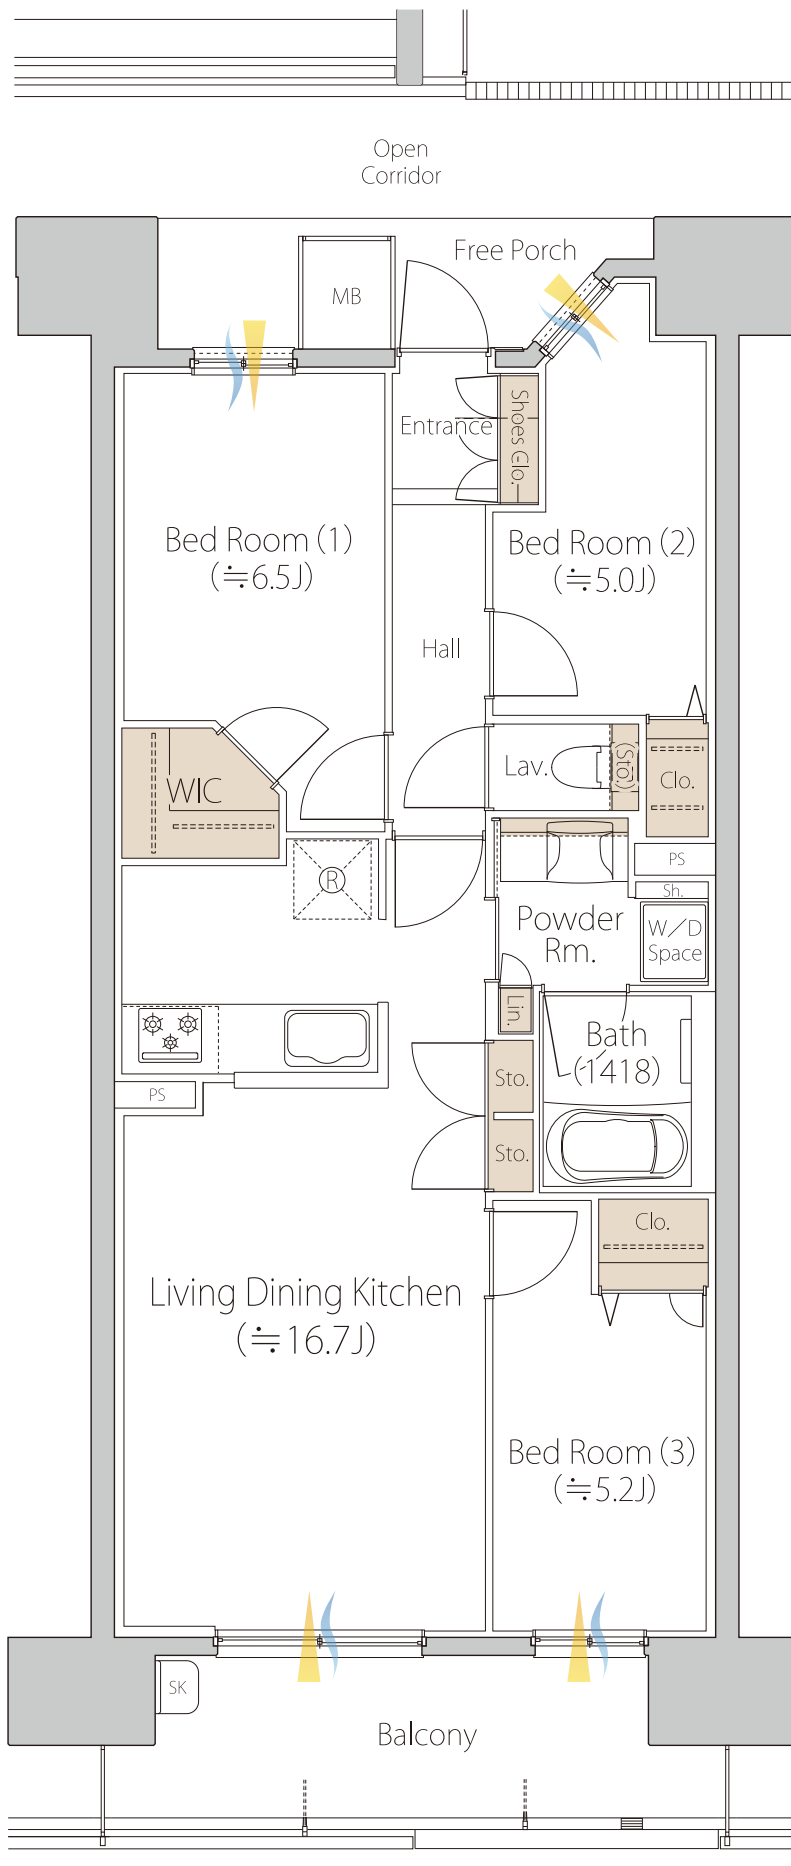 Open
Corridor
Free Porch
MB
Entrance
Shoes Clo.
Bed Room (1)
(≒6.5J)
Bed Room (2)
(≒5.0J)
Hall
Lav.
(Sto.)
Clo.
WIC
R
PS
Sh.
Powder
Rm.
W/D
Space
Lin.
Bath
(1418)
Sto.
PS
Sto.
Clo.
Living Dining Kitchen
(≒16.7J)
Bed Room (3)
(≒5.2J)
SK
Balcony